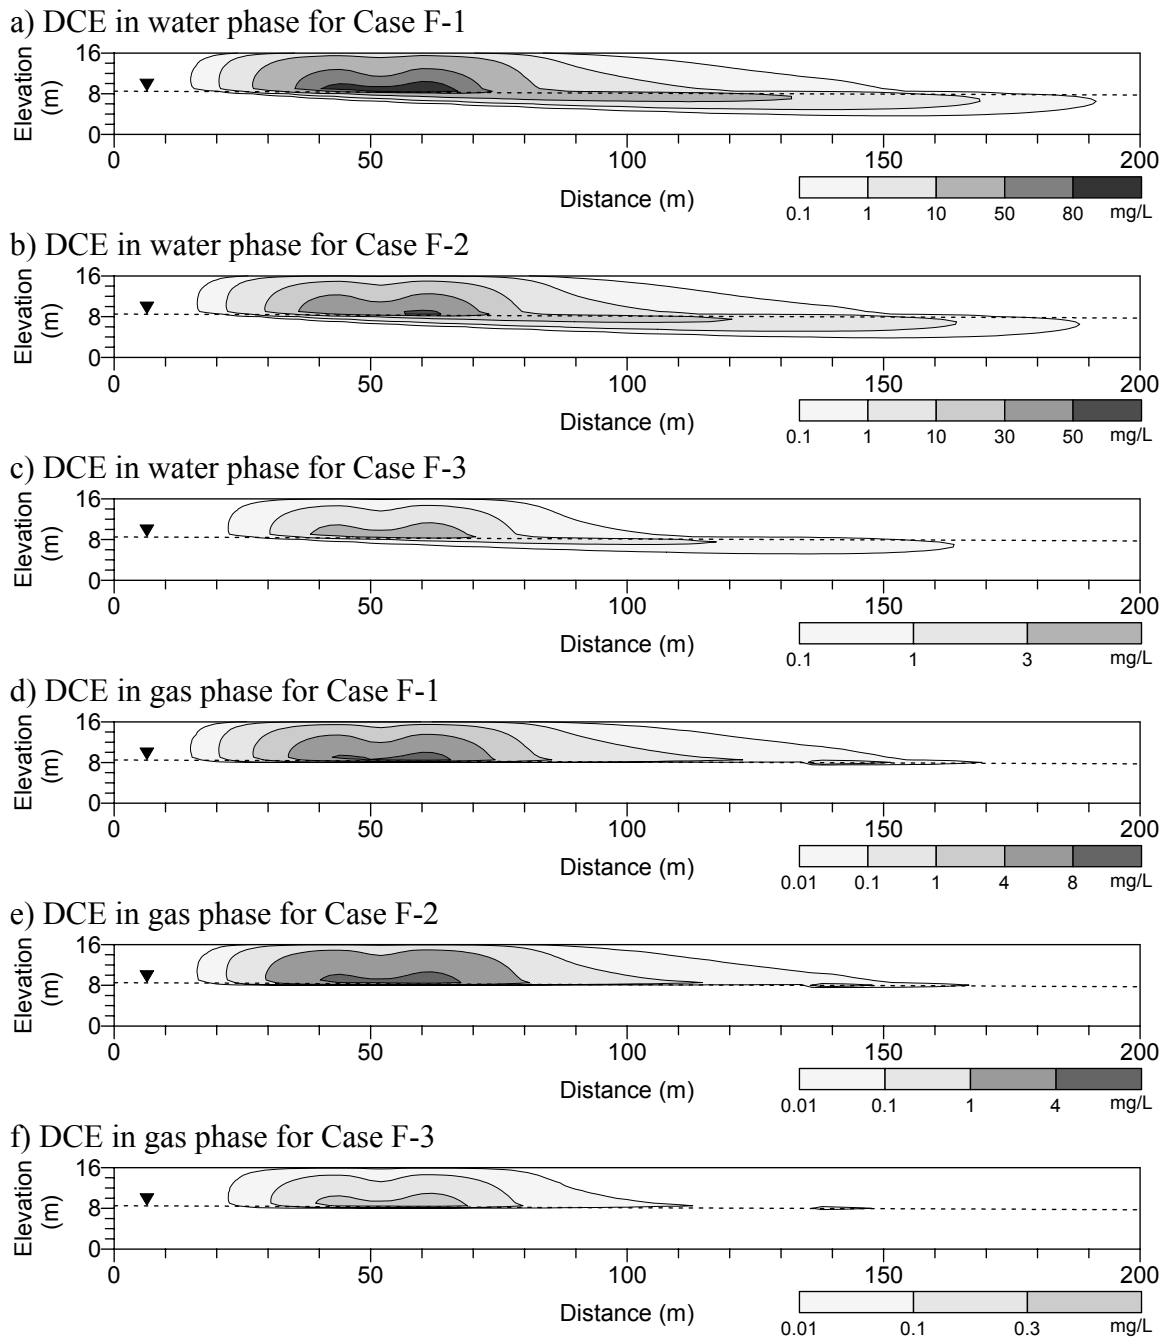 a) DCE in water phase for Case F-1
Elevation
(m)
16
8
0
0 50 100 150 200
Distance (m)
0.1 1 10 50 80 mg/L
b) DCE in water phase for Case F-2
Elevation
(m)
16
8
0
0 50 100 150 200
Distance (m)
0.1 1 10 30 50 mg/L
c) DCE in water phase for Case F-3
Elevation
(m)
16
8
0
0 50 100 150 200
Distance (m)
0.1 1 3 mg/L
d) DCE in gas phase for Case F-1
Elevation
(m)
16
8
0
0 50 100 150 200
Distance (m)
0.01 0.1 1 4 8 mg/L
e) DCE in gas phase for Case F-2
Elevation
(m)
16
8
0
0 50 100 150 200
Distance (m)
0.01 0.1 1 4 mg/L
f) DCE in gas phase for Case F-3
Elevation
(m)
16
8
0
0 50 100 150 200
Distance (m)
0.01 0.1 0.3 mg/L